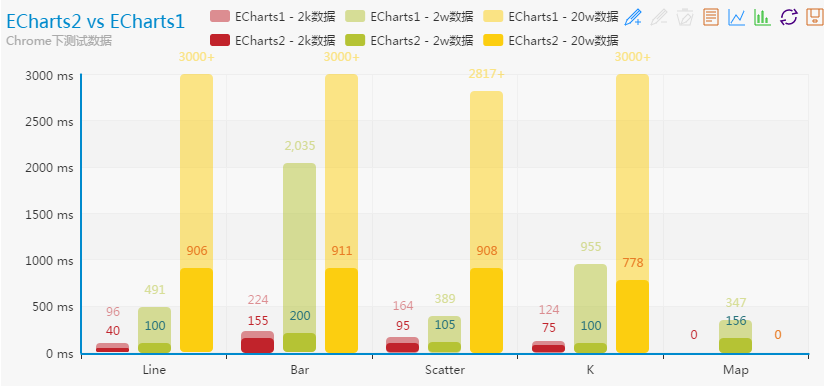 ECharts2 vs ECharts1
Chrome下测试数据
ECharts1 - 2k数据 ECharts1 - 2w数据 ECharts1 - 20w数据
ECharts2 - 2k数据 ECharts2 - 2w数据 ECharts2 - 20w数据
3000+ 3000+ 2817+ 3000+
3000 ms
2500 ms
2000 ms
1500 ms
1000 ms
500 ms
0 ms
96 491 906
40 100
224 2,035 911
155 200
164 389 908
95 105
124 955 778
75 100
347
0 156 0
Line Bar Scatter K Map